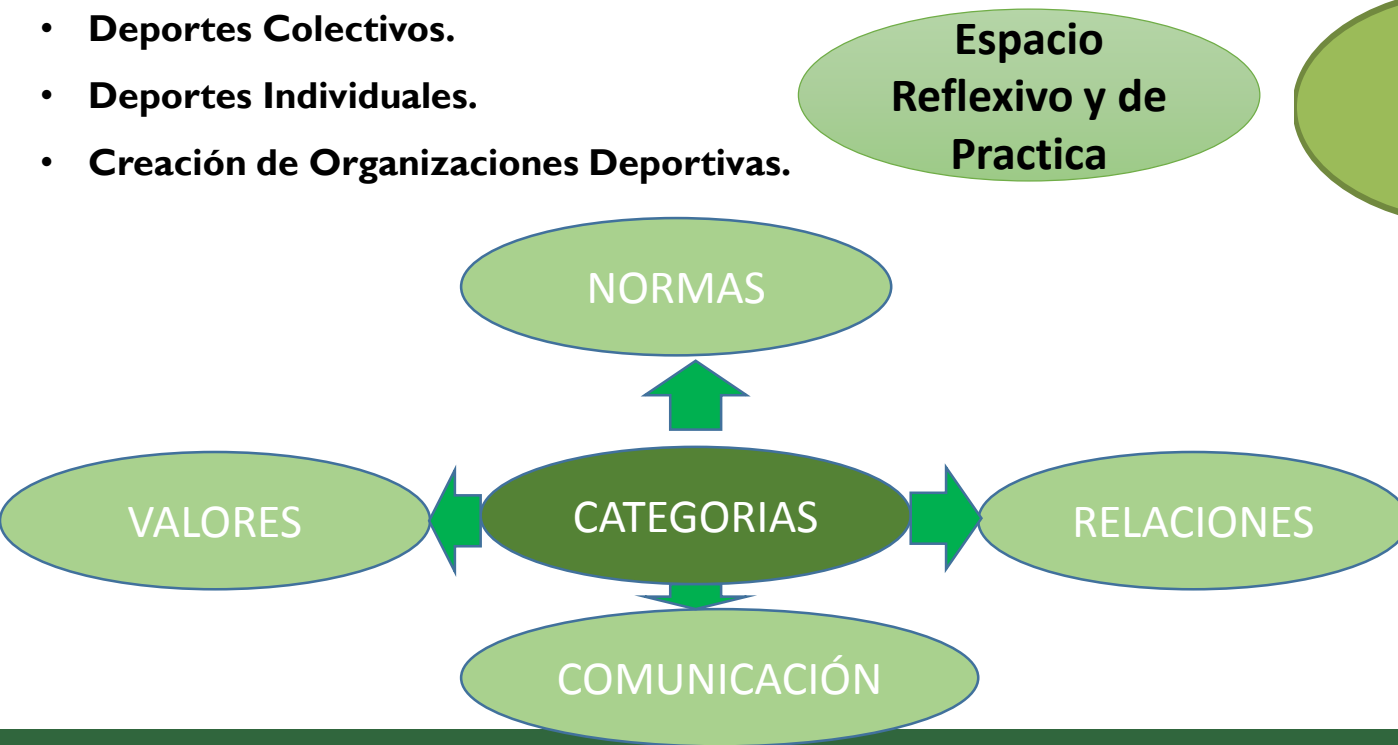 • Deportes Colectivos.
• Deportes Individuales.
• Creación de Organizaciones Deportivas.
Espacio
Reflexivo y de
Practica
NORMAS
VALORES
CATEGORIAS
RELACIONES
COMUNICACIÓN